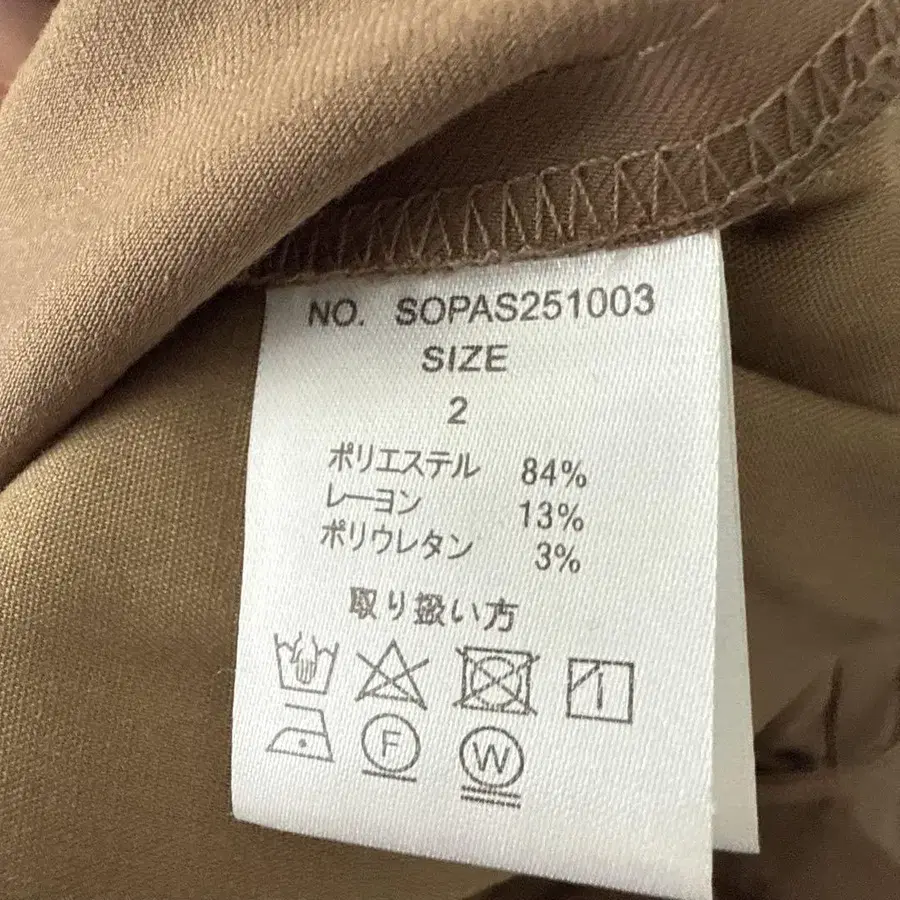 NO. SOPAS251003
SIZE
2
ポリエステル 84%
レーヨン 13%
ポリウレタン 3%
取り扱い方
F W